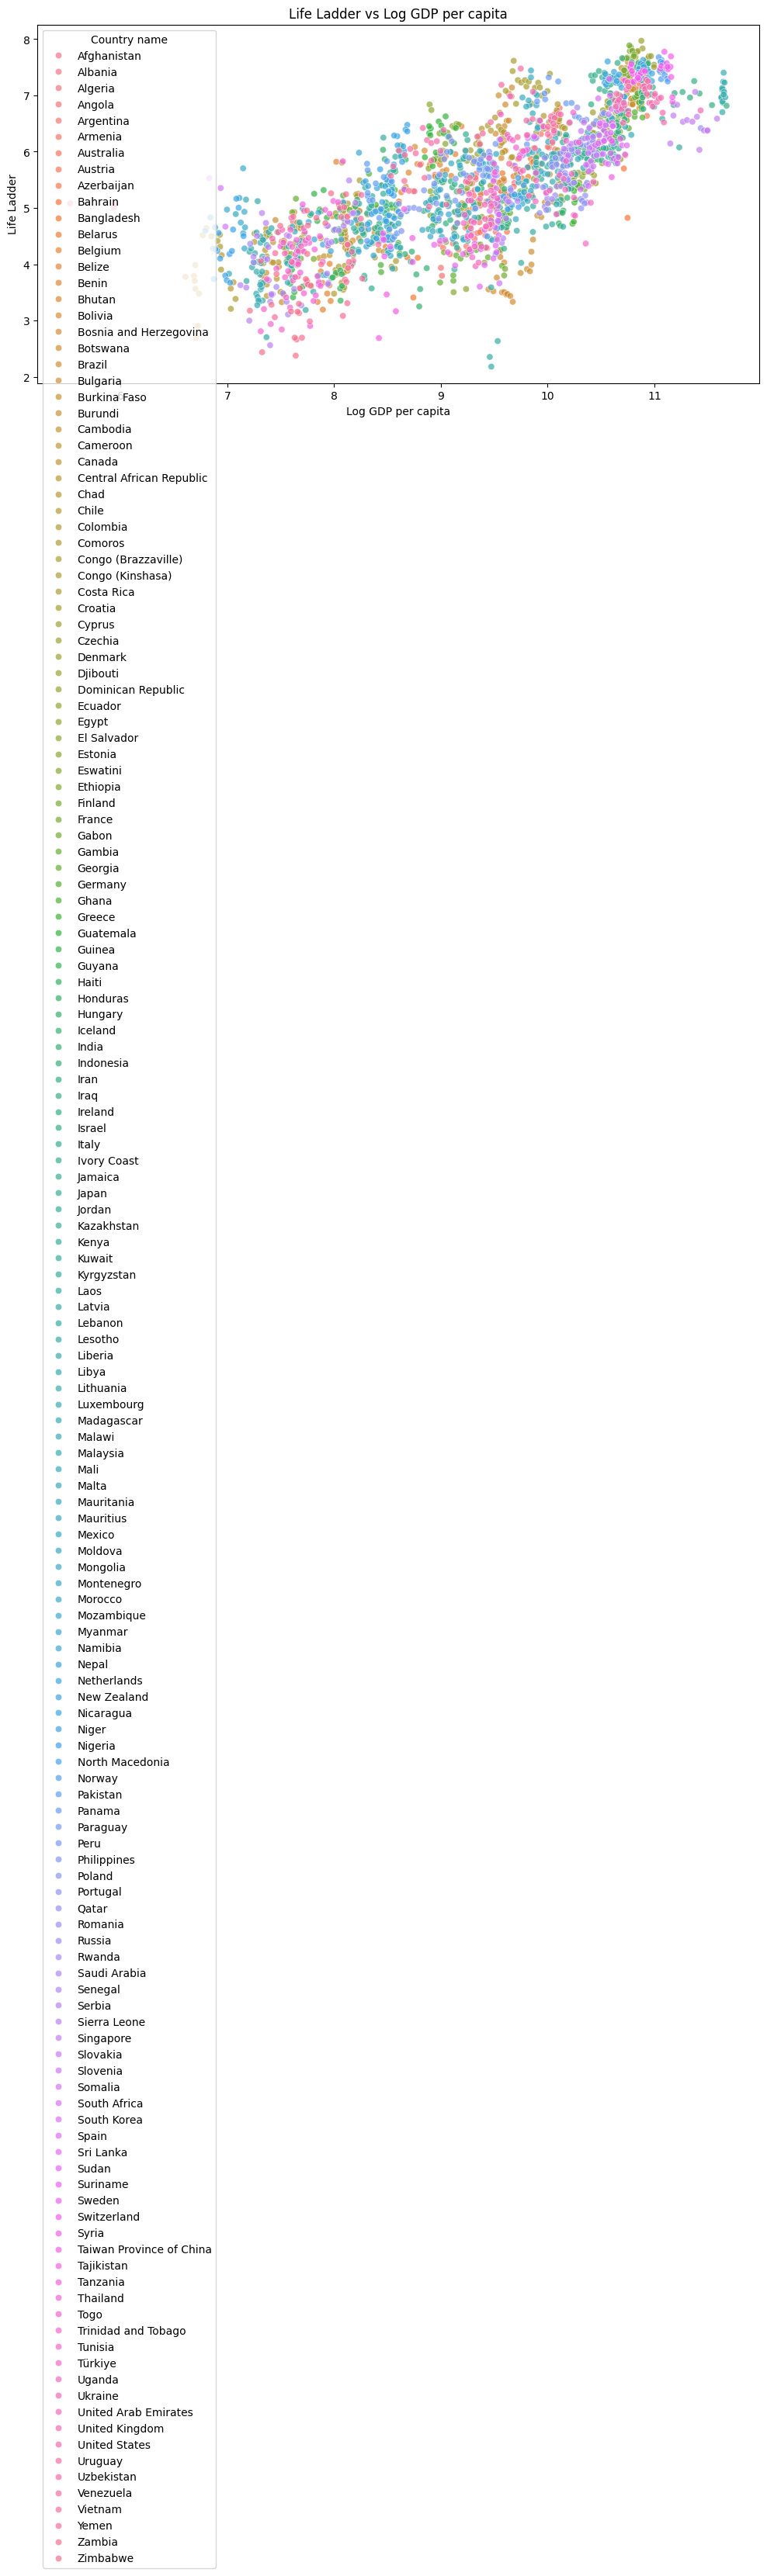 Life Ladder vs Log GDP per capita
8
7
6
5
4
3
2
Life Ladder
7
8
9
10
11
Log GDP per capita
Country name
Afghanistan
Albania
Algeria
Angola
Argentina
Armenia
Australia
Austria
Azerbaijan
Bahrain
Bangladesh
Belarus
Belgium
Belize
Benin
Bhutan
Bolivia
Bosnia and Herzegovina
Botswana
Brazil
Bulgaria
Burkina Faso
Burundi
Cambodia
Cameroon
Canada
Central African Republic
Chad
Chile
Colombia
Comoros
Congo (Brazzaville)
Congo (Kinshasa)
Costa Rica
Croatia
Cyprus
Czechia
Denmark
Djibouti
Dominican Republic
Ecuador
Egypt
El Salvador
Estonia
Eswatini
Ethiopia
Finland
France
Gabon
Gambia
Georgia
Germany
Ghana
Greece
Guatemala
Guinea
Guyana
Haiti
Honduras
Hungary
Iceland
India
Indonesia
Iran
Iraq
Ireland
Israel
Italy
Ivory Coast
Jamaica
Japan
Jordan
Kazakhstan
Kenya
Kuwait
Kyrgyzstan
Laos
Latvia
Lebanon
Lesotho
Liberia
Libya
Lithuania
Luxembourg
Madagascar
Malawi
Malaysia
Mali
Malta
Mauritania
Mauritius
Mexico
Moldova
Mongolia
Montenegro
Morocco
Mozambique
Myanmar
Namibia
Nepal
Netherlands
New Zealand
Nicaragua
Niger
Nigeria
North Macedonia
Norway
Pakistan
Panama
Paraguay
Peru
Philippines
Poland
Portugal
Qatar
Romania
Russia
Rwanda
Saudi Arabia
Senegal
Serbia
Sierra Leone
Singapore
Slovakia
Slovenia
Somalia
South Africa
South Korea
Spain
Sri Lanka
Sudan
Suriname
Sweden
Switzerland
Syria
Taiwan Province of China
Tajikistan
Tanzania
Thailand
Togo
Trinidad and Tobago
Tunisia
Türkiye
Uganda
Ukraine
United Arab Emirates
United Kingdom
United States
Uruguay
Uzbekistan
Venezuela
Vietnam
Yemen
Zambia
Zimbabwe